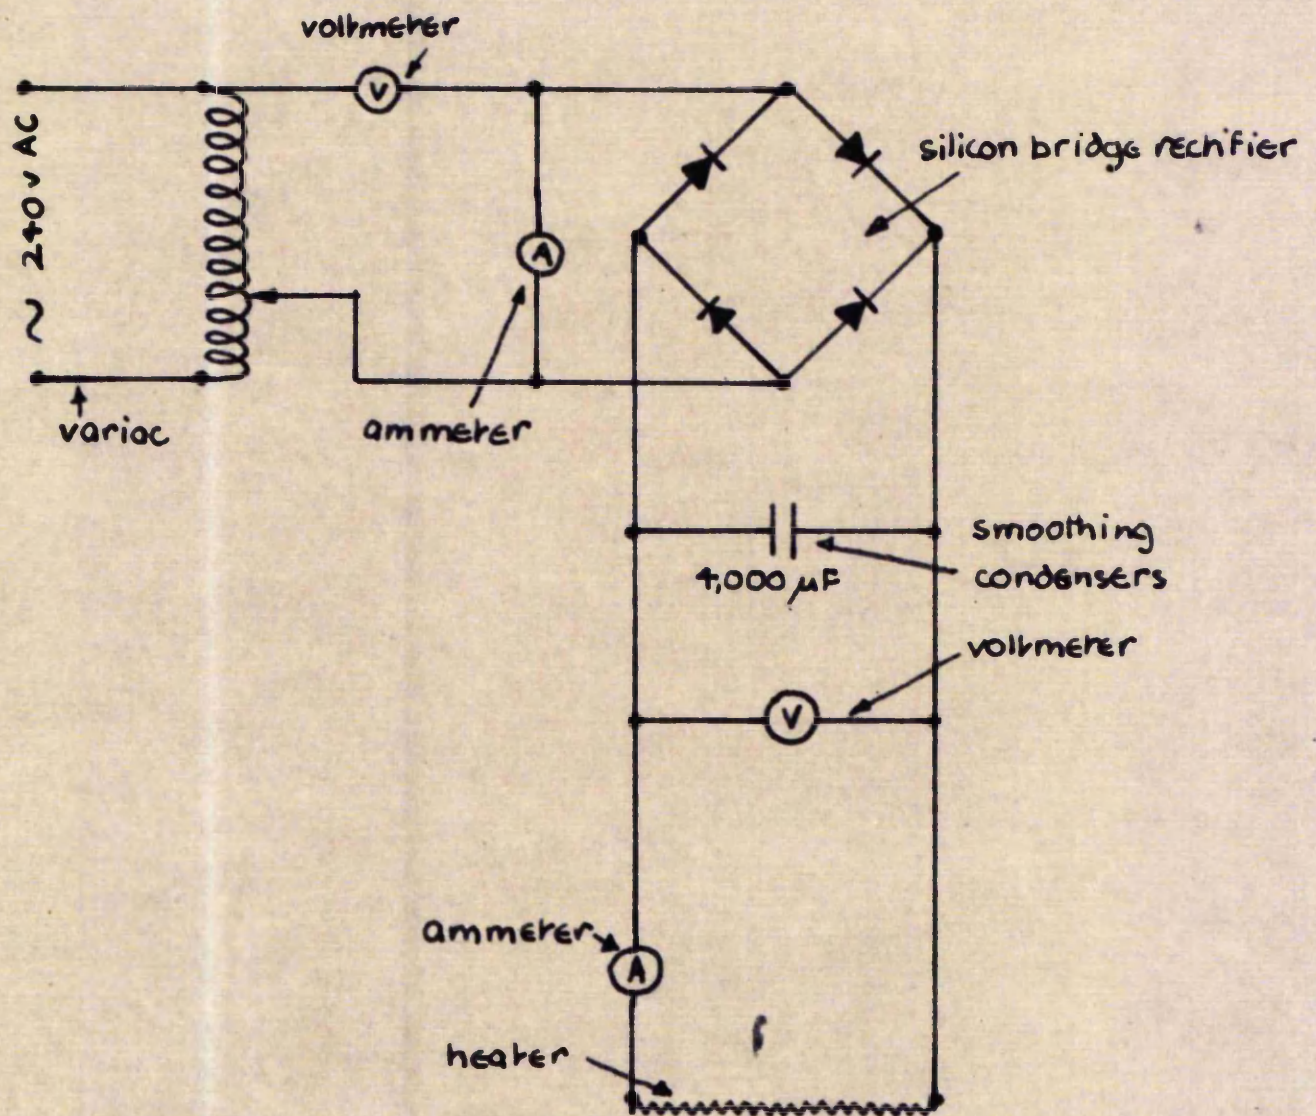 voltmeter
V
240 v AC
~
A
silicon bridge rectifier
variac
ammeter
smoothing
condensers
4,000 μF
voltmeter
V
ammeter
A
heater